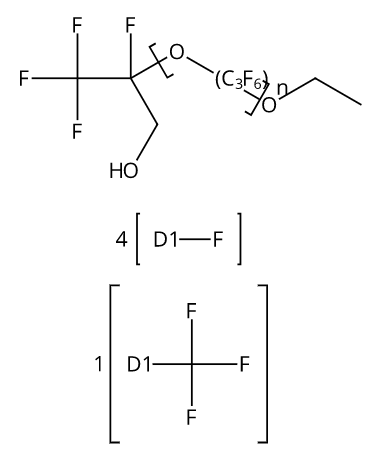 F F O
F (C3F6) n
F O
HO
4 [ D1—F ]
F
1 [ D1 F ]
F